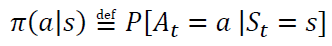 π(a|s) ≝ P[A_t = a |S_t = s]